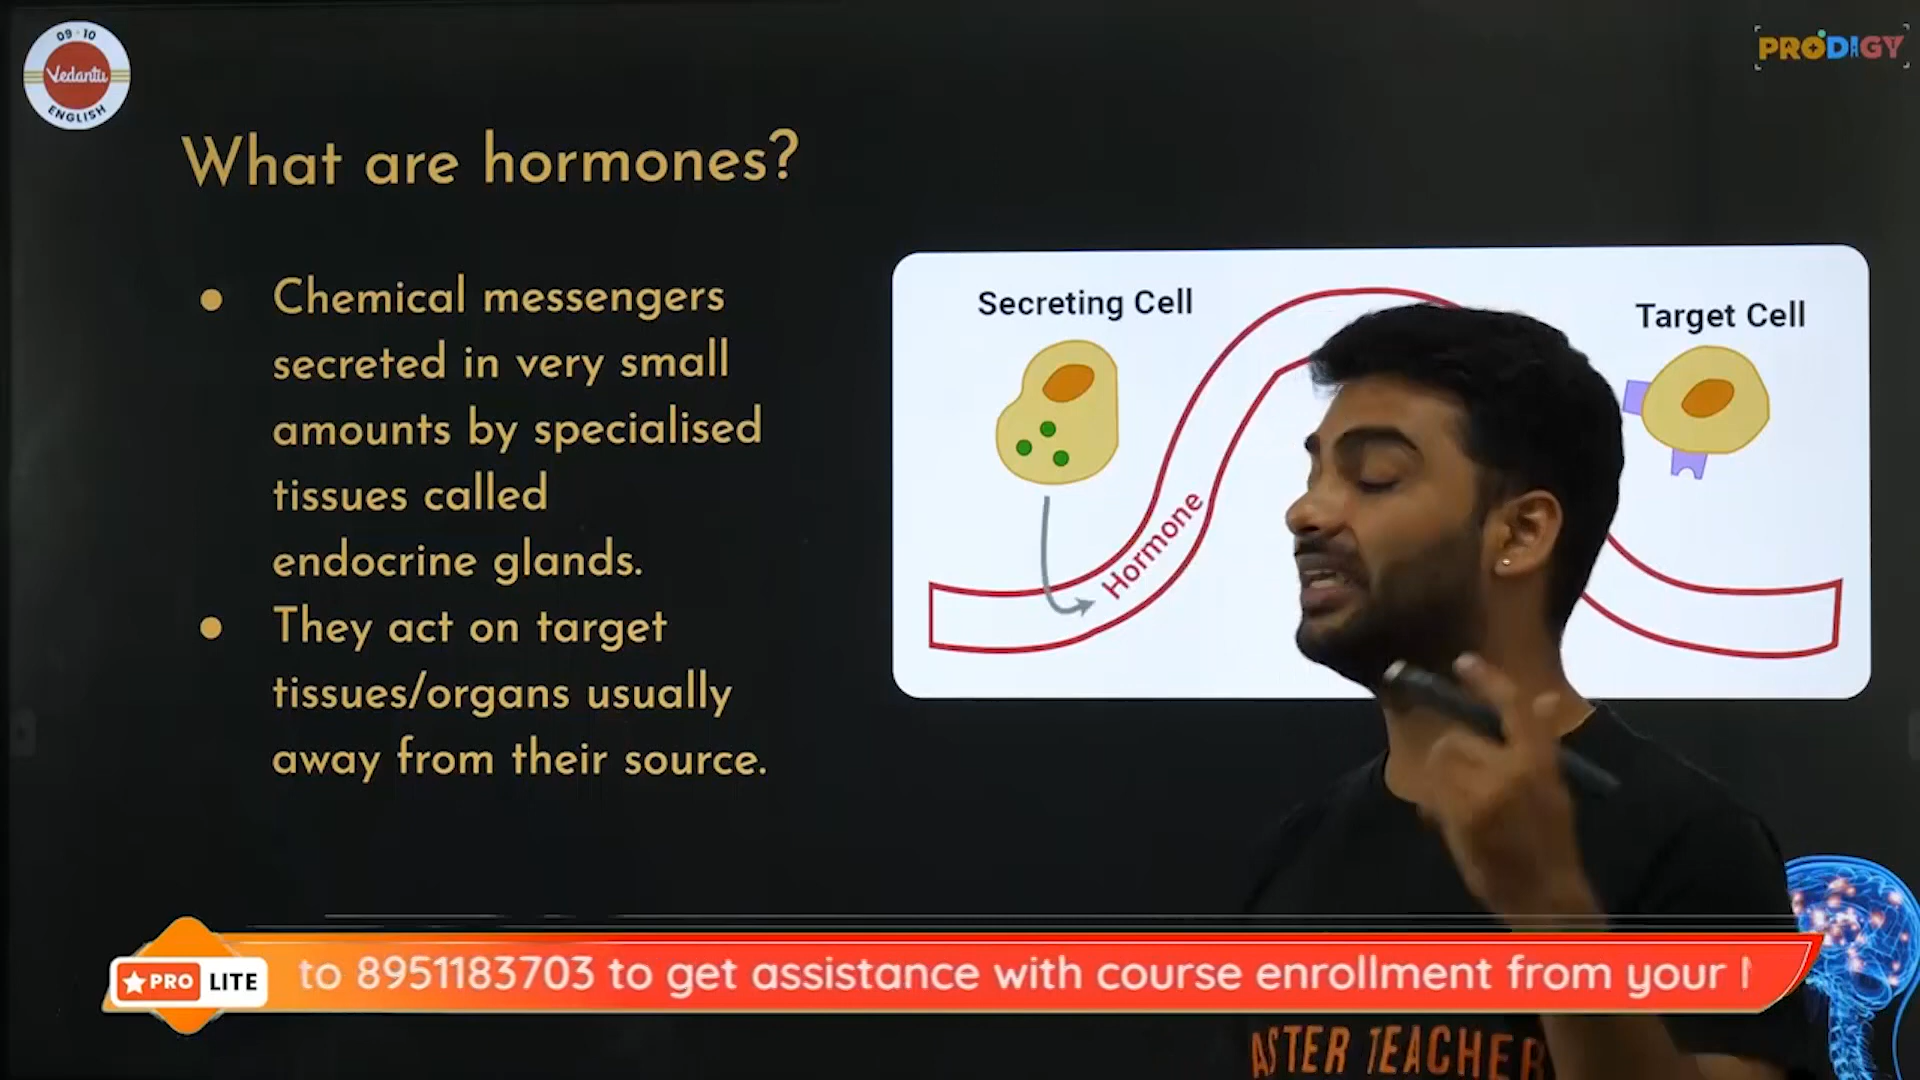 09-10
Vedantu
ENGLISH
PRODIGY
What are hormones?
Chemical messengers
secreted in very small
amounts by specialised
tissues called
endocrine glands.
They act on target
tissues/organs usually
away from their source.
Secreting Cell
Target Cell
Hormone
PRO LITE
to 8951183703 to get assistance with course enrollment from your
ASTER TEACHER